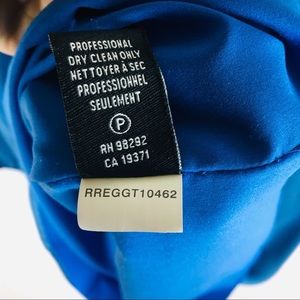 PROFESSIONAL
DRY CLEAN ONLY
NETTOYER À SEC
PROFESSIONNEL
SEULEMENT
P
RN 98292
CA 19371
RREGGT10462